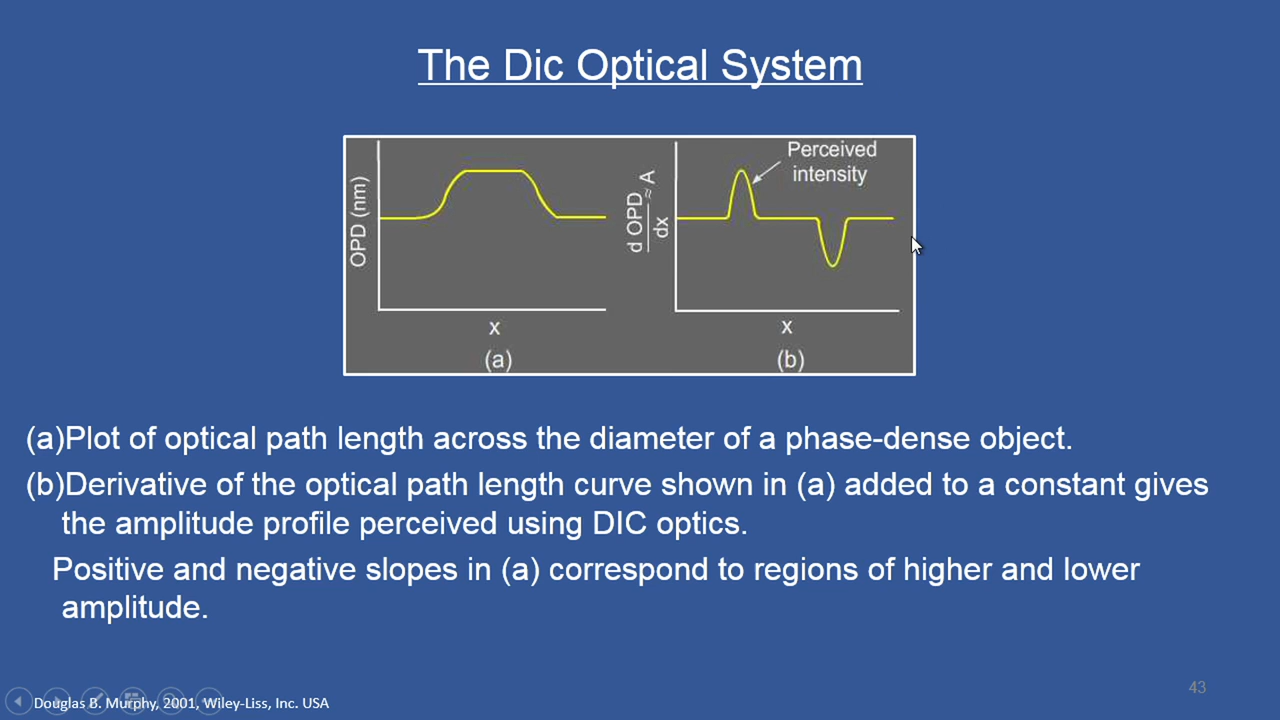 The Dic Optical System
OPD (nm)
x
(a)
d OPD
dx
≈ A
Perceived
intensity
x
(b)
(a)Plot of optical path length across the diameter of a phase-dense object.
(b)Derivative of the optical path length curve shown in (a) added to a constant gives
the amplitude profile perceived using DIC optics.
Positive and negative slopes in (a) correspond to regions of higher and lower
amplitude.
Douglas B. Murphy, 2001, Wiley-Liss, Inc. USA
43